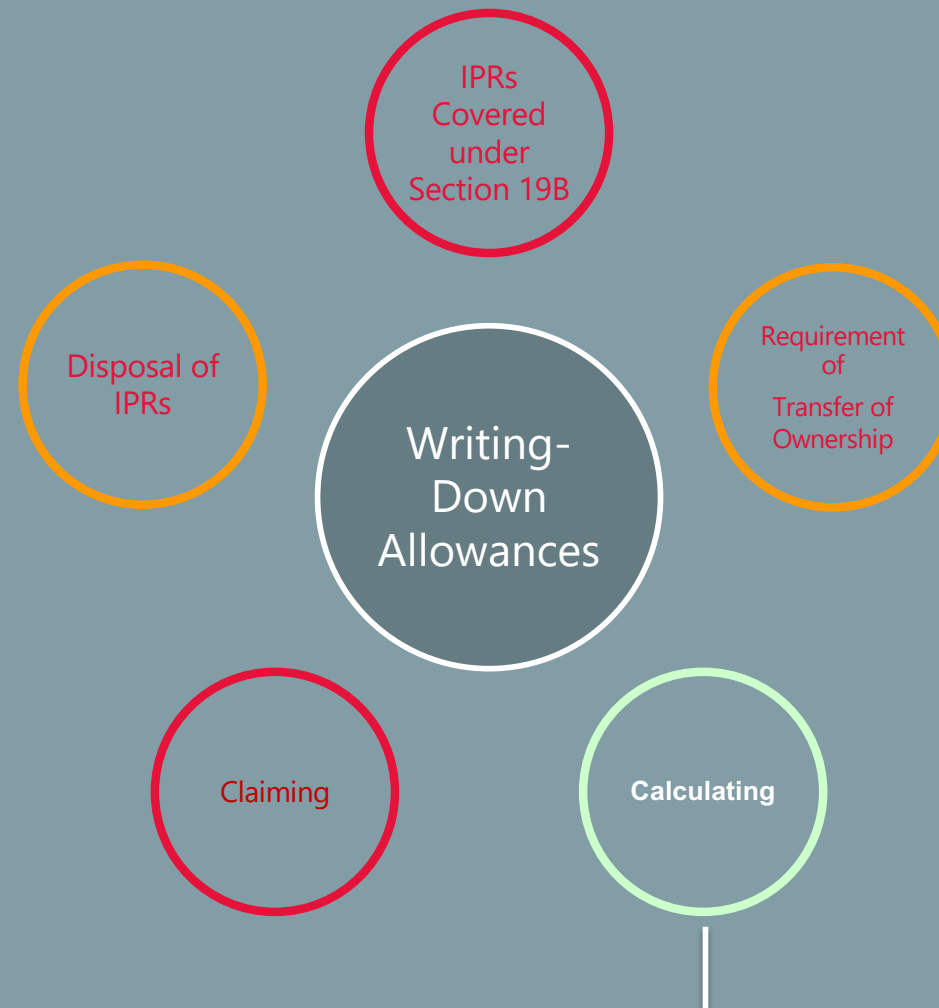 IPRs
Covered
under
Section 19B
Disposal of
IPRs
Requirement
of
Transfer of
Ownership
Writing-
Down
Allowances
Claiming
Calculating